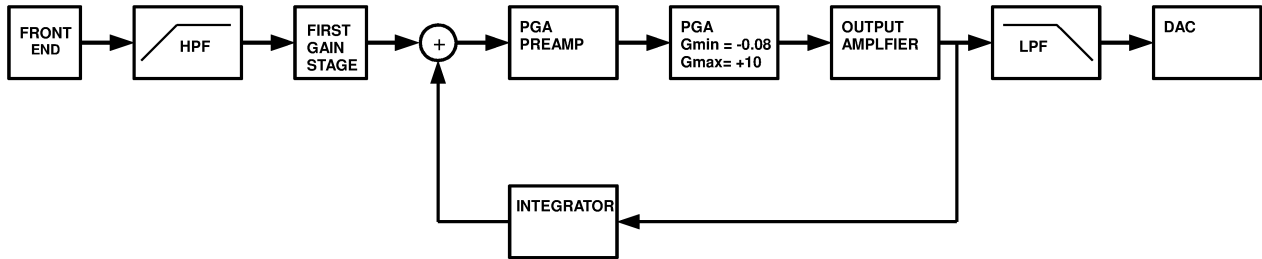 FRONT
END
HPF
FIRST
GAIN
STAGE
+
PGA
PREAMP
PGA
Gmin = -0.08
Gmax= +10
OUTPUT
AMPLFIER
LPF
DAC
INTEGRATOR